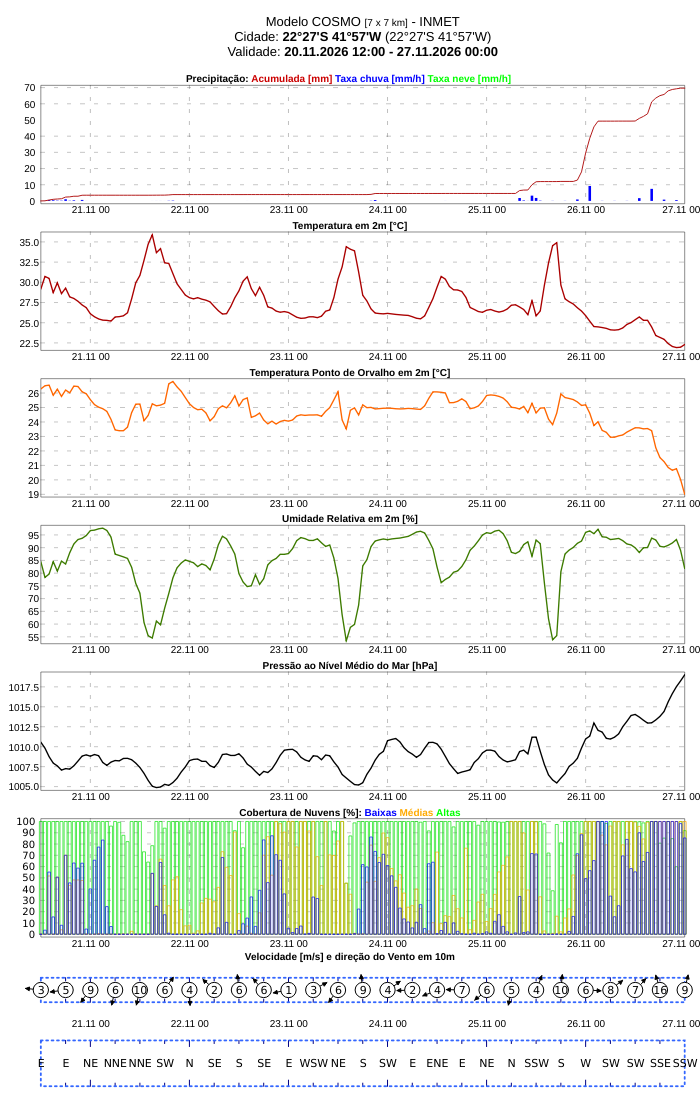 Modelo COSMO [7 x 7 km] - INMET
Cidade: 22°27'S 41°57'W (22°27'S 41°57'W)
Validade: 20.11.2026 12:00 - 27.11.2026 00:00
Precipitação: Acumulada [mm] Taxa chuva [mm/h] Taxa neve [mm/h]
70
60
50
40
30
20
10
0
21.11 00 22.11 00 23.11 00 24.11 00 25.11 00 26.11 00 27.11 00
Temperatura em 2m [°C]
35.0
32.5
30.0
27.5
25.0
22.5
21.11 00 22.11 00 23.11 00 24.11 00 25.11 00 26.11 00 27.11 00
Temperatura Ponto de Orvalho em 2m [°C]
26
25
24
23
22
21
20
19
21.11 00 22.11 00 23.11 00 24.11 00 25.11 00 26.11 00 27.11 00
Umidade Relativa em 2m [%]
95
90
85
80
75
70
65
60
55
21.11 00 22.11 00 23.11 00 24.11 00 25.11 00 26.11 00 27.11 00
Pressão ao Nível Médio do Mar [hPa]
1017.5
1015.0
1012.5
1010.0
1007.5
1005.0
21.11 00 22.11 00 23.11 00 24.11 00 25.11 00 26.11 00 27.11 00
Cobertura de Nuvens [%]: Baixas Médias Altas
100
90
80
70
60
50
40
30
20
10
0
21.11 00 22.11 00 23.11 00 24.11 00 25.11 00 26.11 00 27.11 00
Velocidade [m/s] e direção do Vento em 10m
3 5 9 6 10 6 4 2 6 6 1 3 6 9 4 2 4 7 6 5 4 10 6 8 7 16 9
21.11 00 22.11 00 23.11 00 24.11 00 25.11 00 26.11 00 27.11 00
E E NE NNE NNE SW N SE S SE E WSW NE S SW E ENE E NE N SSW S W SW SW SSE SSW